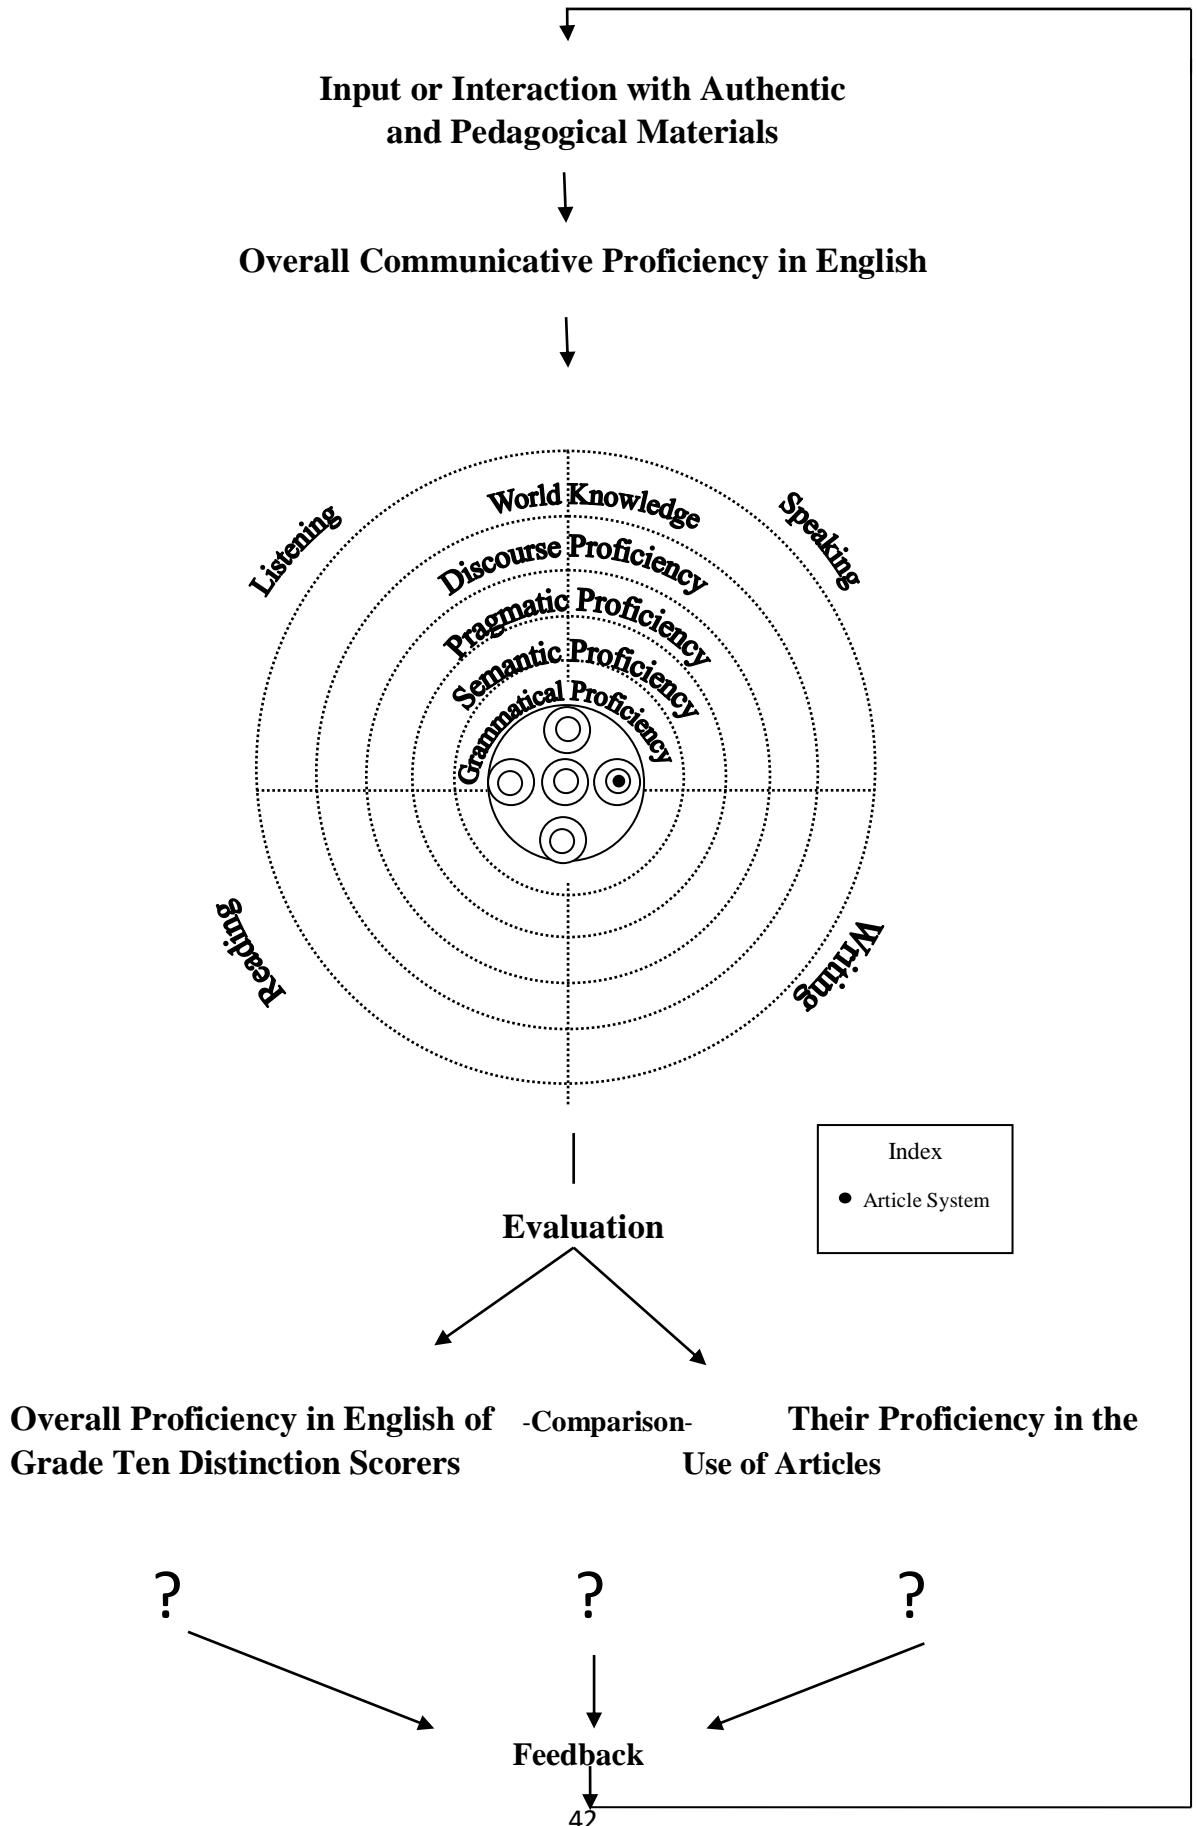 Input or Interaction with Authentic
and Pedagogical Materials
Overall Communicative Proficiency in English
World Knowledge
Listening
Speaking
Discourse Proficiency
Pragmatic Proficiency
Semantic Proficiency
Grammatical Proficiency
Reading
Writing
Index
● Article System
Evaluation
Overall Proficiency in English of -Comparison- Their Proficiency in the
Grade Ten Distinction Scorers Use of Articles
? ? ?
Feedback
42